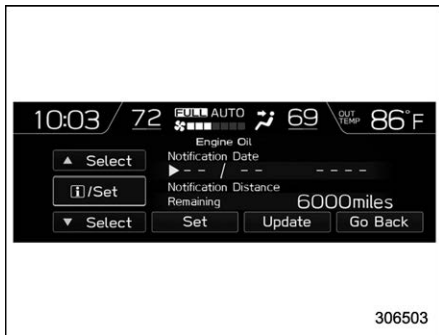 10:03 72 FULL AUTO 69 OUT TEMP 86°F
Engine Oil
▲ Select
Notification Date
▶-- / -- ----
i/Set
Notification Distance
Remaining 6000miles
▼ Select Set Update Go Back
306503